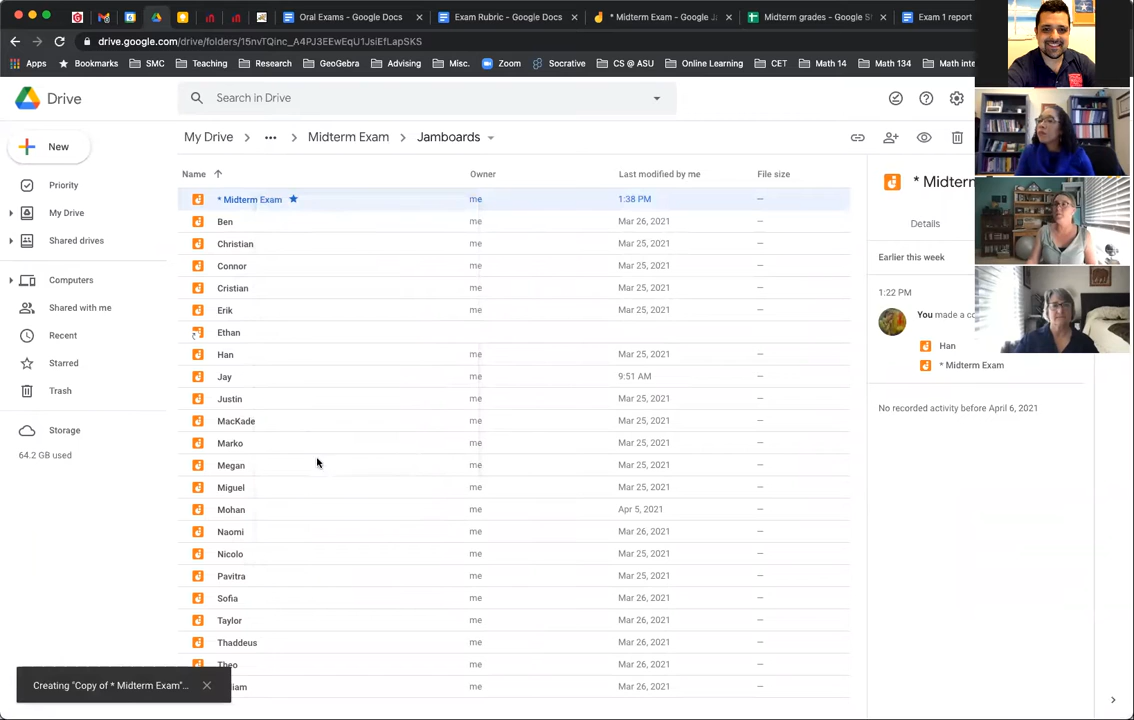 Oral Exams - Google Docs
Exam Rubric - Google Docs
* Midterm Exam - Google J
Midterm grades - Google S
Exam 1 report
drive.google.com/drive/folders/15nvTQinc_A4PJ3EEwEqU1JsiEfLapSKS
Apps
Bookmarks
SMC
Teaching
Research
GeoGebra
Advising
Misc.
Zoom
Socrative
CS @ ASU
Online Learning
CET
Math 14
Math 134
Math inte
Drive
Search in Drive
New
My Drive
Midterm Exam
Jamboards
Priority
My Drive
Shared drives
Computers
Shared with me
Recent
Starred
Trash
Storage
64.2 GB used
Name Owner Last modified by me File size
* Midterm Exam me 1:38 PM —
Ben me Mar 26, 2021 —
Christian me Mar 25, 2021 —
Connor me Mar 25, 2021 —
Cristian me Mar 25, 2021 —
Erik me Mar 25, 2021 —
Ethan
Han me Mar 25, 2021 —
Jay me 9:51 AM —
Justin me Mar 25, 2021 —
MacKade me Mar 25, 2021 —
Marko me Mar 25, 2021 —
Megan me Mar 25, 2021 —
Miguel me Mar 25, 2021 —
Mohan me Apr 5, 2021 —
Naomi me Mar 26, 2021 —
Nicolo me Mar 25, 2021 —
Pavitra me Mar 25, 2021 —
Sofia me Mar 26, 2021 —
Taylor me Mar 26, 2021 —
Thaddeus me Mar 26, 2021 —
Theo me Mar 26, 2021 —
iam me Mar 26, 2021 —
Creating "Copy of * Midterm Exam"...
* Midterm
Details
Earlier this week
1:22 PM
You made a co
Han
* Midterm Exam
No recorded activity before April 6, 2021